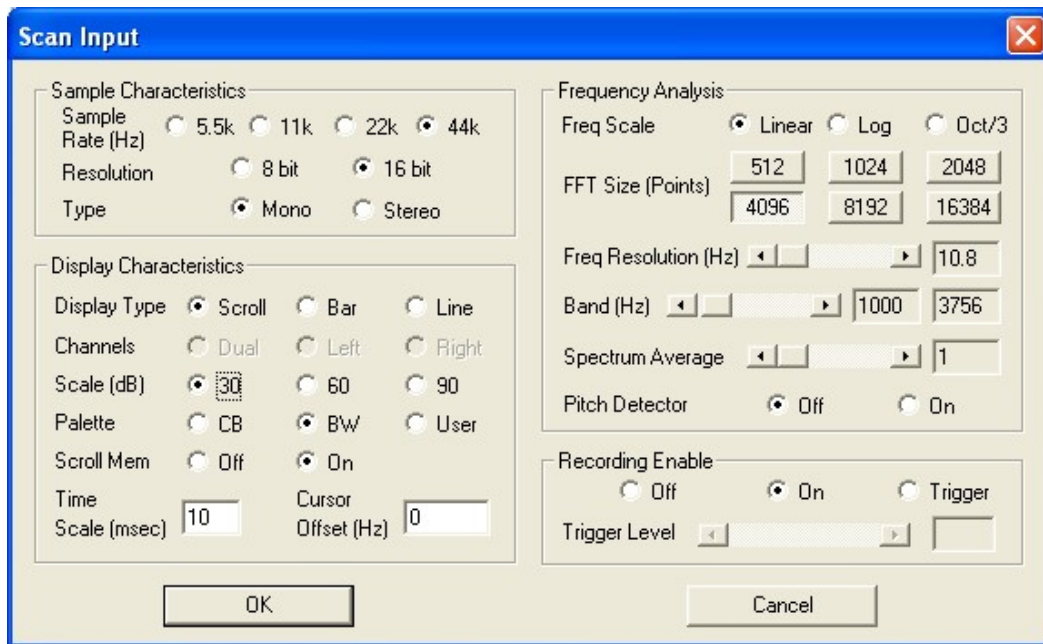 Scan Input
Sample Characteristics
Sample Rate (Hz) 5.5k 11k 22k 44k
Resolution 8 bit 16 bit
Type Mono Stereo
Display Characteristics
Display Type Scroll Bar Line
Channels Dual Left Right
Scale (dB) 30 60 90
Palette CB BW User
Scroll Mem Off On
Time Scale (msec) 10 Cursor Offset (Hz) 0
OK
Frequency Analysis
Freq Scale Linear Log Oct/3
FFT Size (Points) 512 1024 2048
4096 8192 16384
Freq Resolution (Hz) 10.8
Band (Hz) 1000 3756
Spectrum Average 1
Pitch Detector Off On
Recording Enable
Off On Trigger
Trigger Level
Cancel